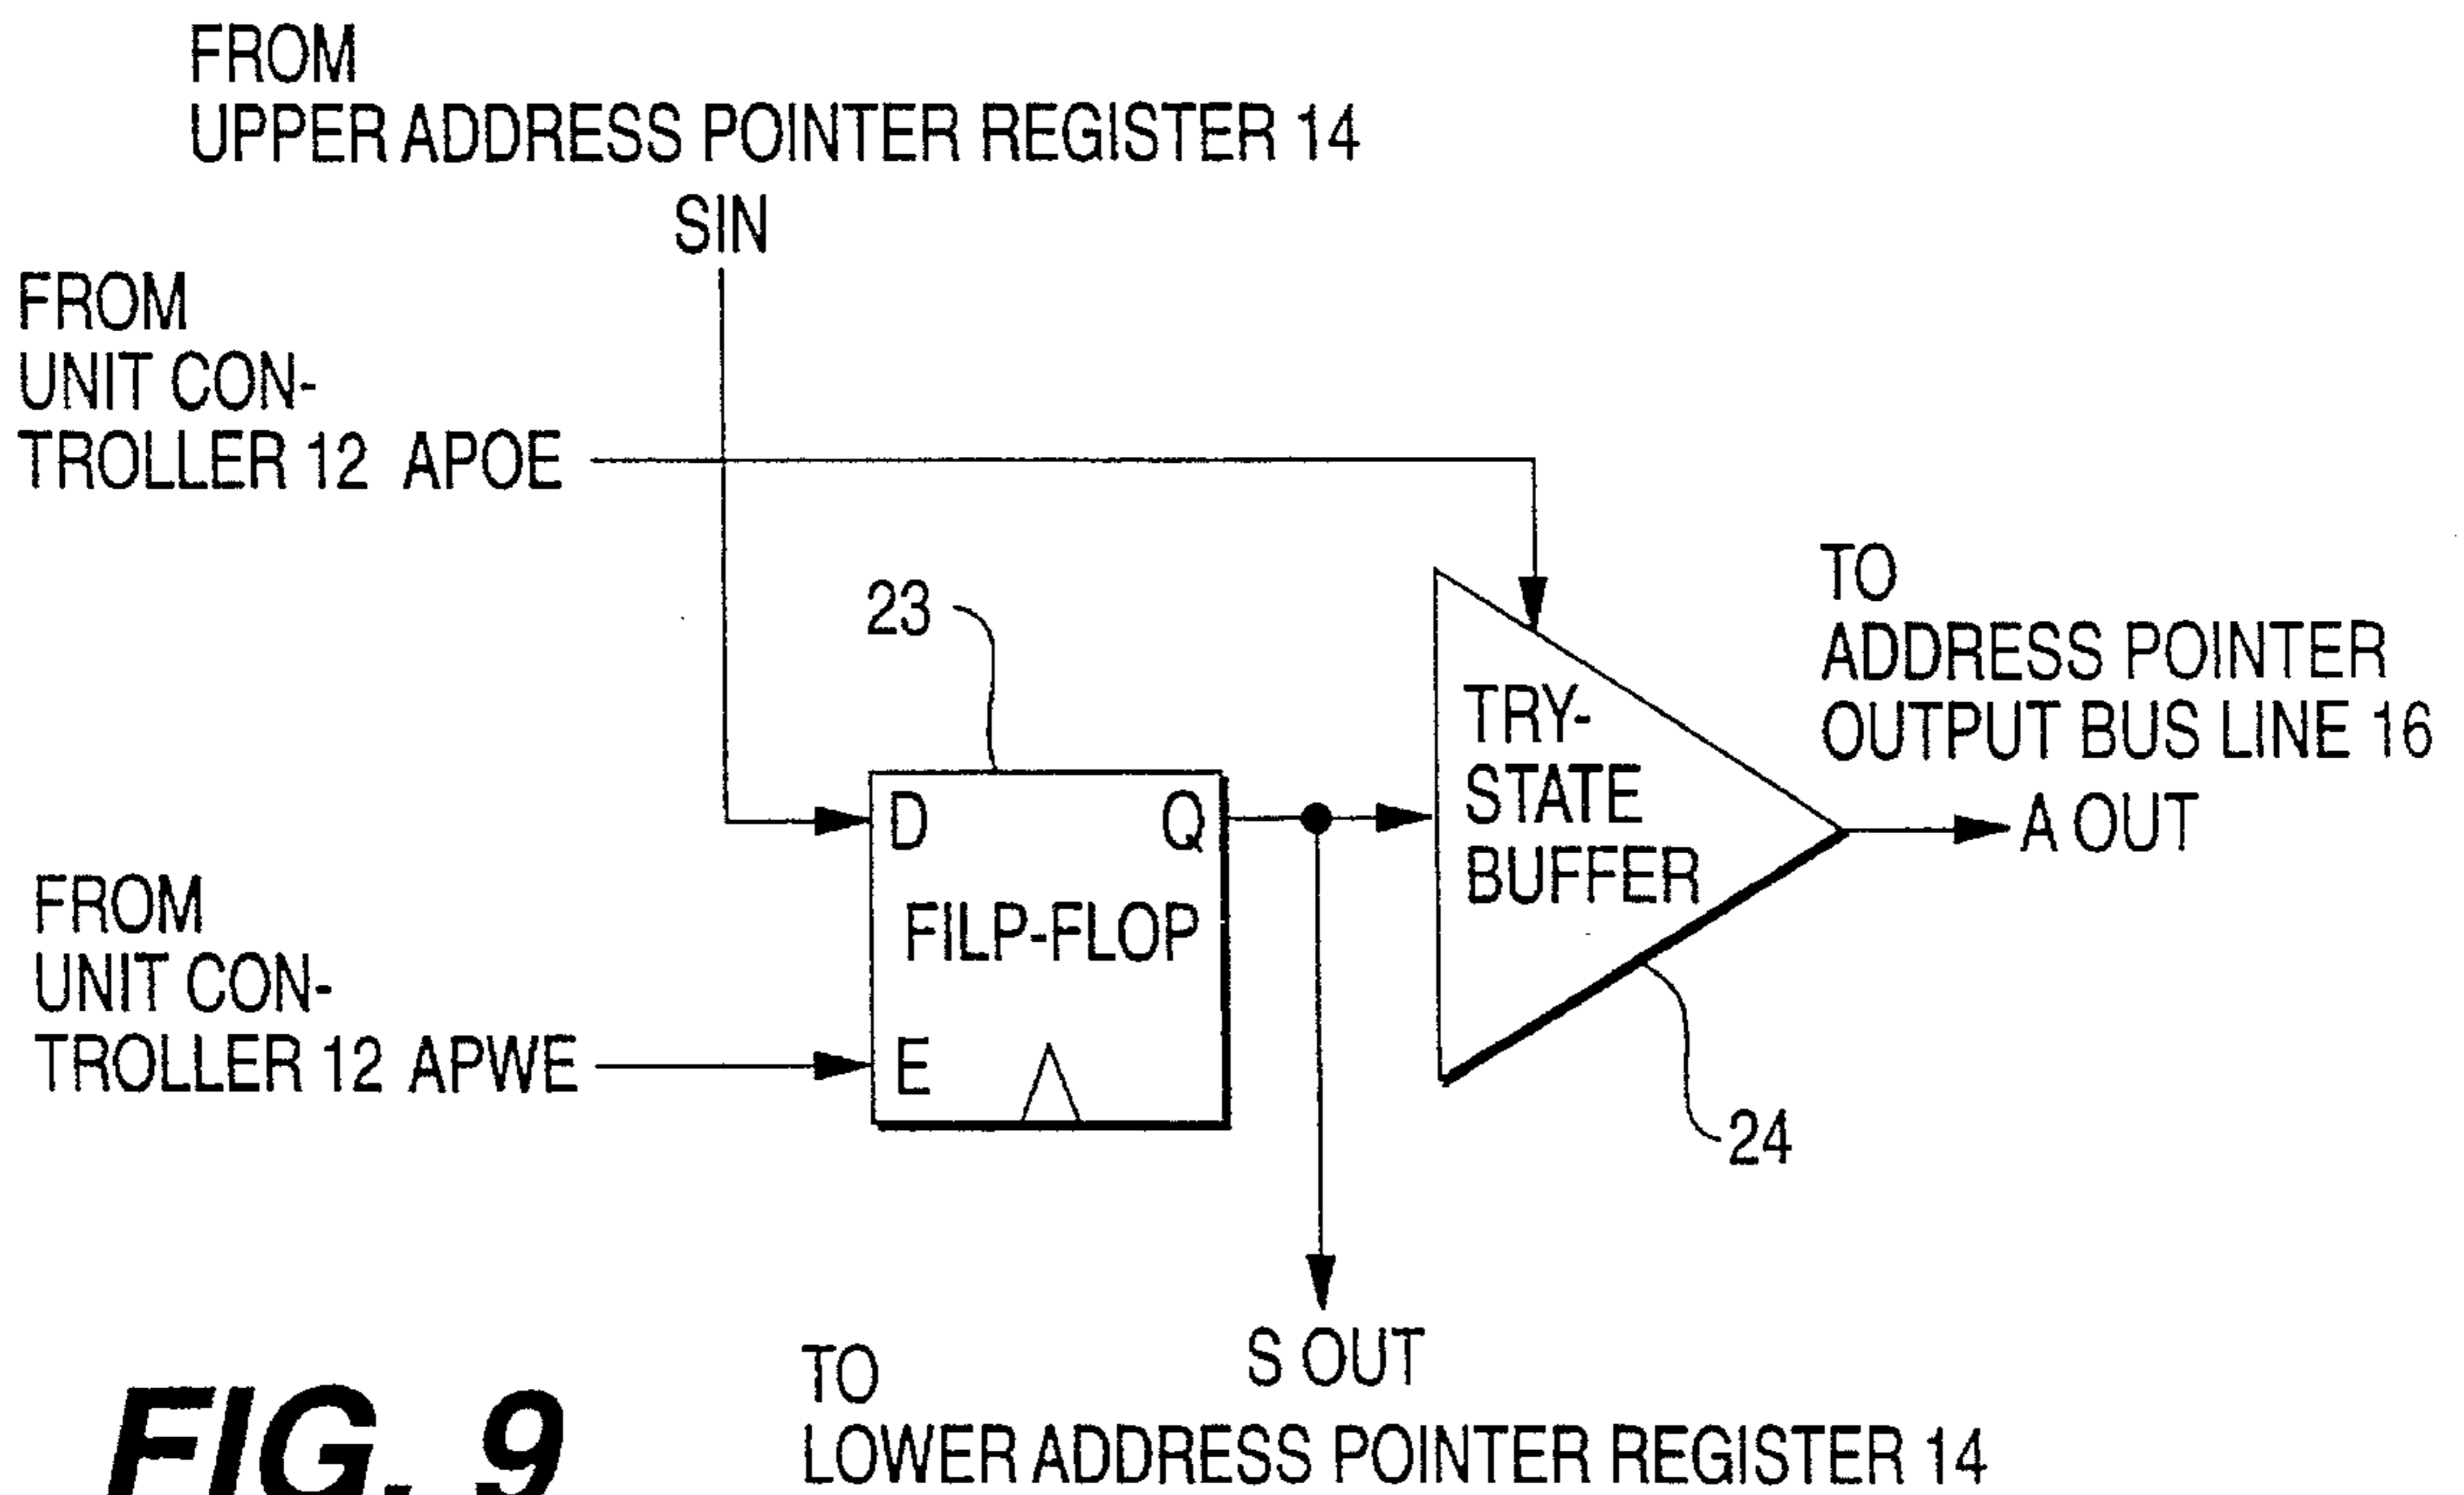 FROM
UPPER ADDRESS POINTER REGISTER 14
SIN
FROM
UNIT CON-
TROLLER 12 APOE
23
TO
ADDRESS POINTER
OUTPUT BUS LINE 16
A OUT
TRY-
STATE
BUFFER
D Q
FILP-FLOP
E
FROM
UNIT CON-
TROLLER 12 APWE
24
S OUT
TO
LOWER ADDRESS POINTER REGISTER 14
FIG. 9